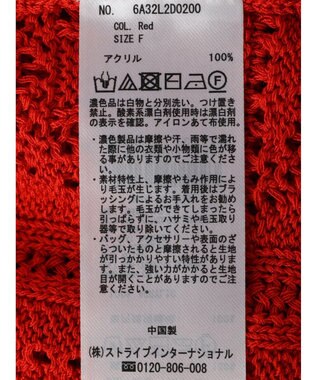 NO. 6A32L2D0200
COL. Red
SIZE F
アクリル 100%
濃色品は白物と分別洗い。つけ置き
禁止。酸素系漂白剤使用時は漂白剤
の表示を確認。アイロンあて布使用。
・濃色製品は摩擦や汗、雨等で濡れ
た際に他の衣類や小物類に色が移
る事がありますのでご注意くださ
い。
・素材特性上、摩擦やもみ作用によ
り毛玉が生じます。着用後はブラ
ッシングによるお手入れをお勧め
します。毛玉ができてしまったら
引っぱらずに、ハサミや毛玉取り
器等で取り除いてください。
・バッグ、アクセサリーや表面のざ
らついたものと摩擦されると生地
が引っかかりやすい特性がありま
す。また、強い力がかかると生地
目が開くことがありますのでご注
意ください。
中国製
(株)ストライプインターナショナル
0120-806-008